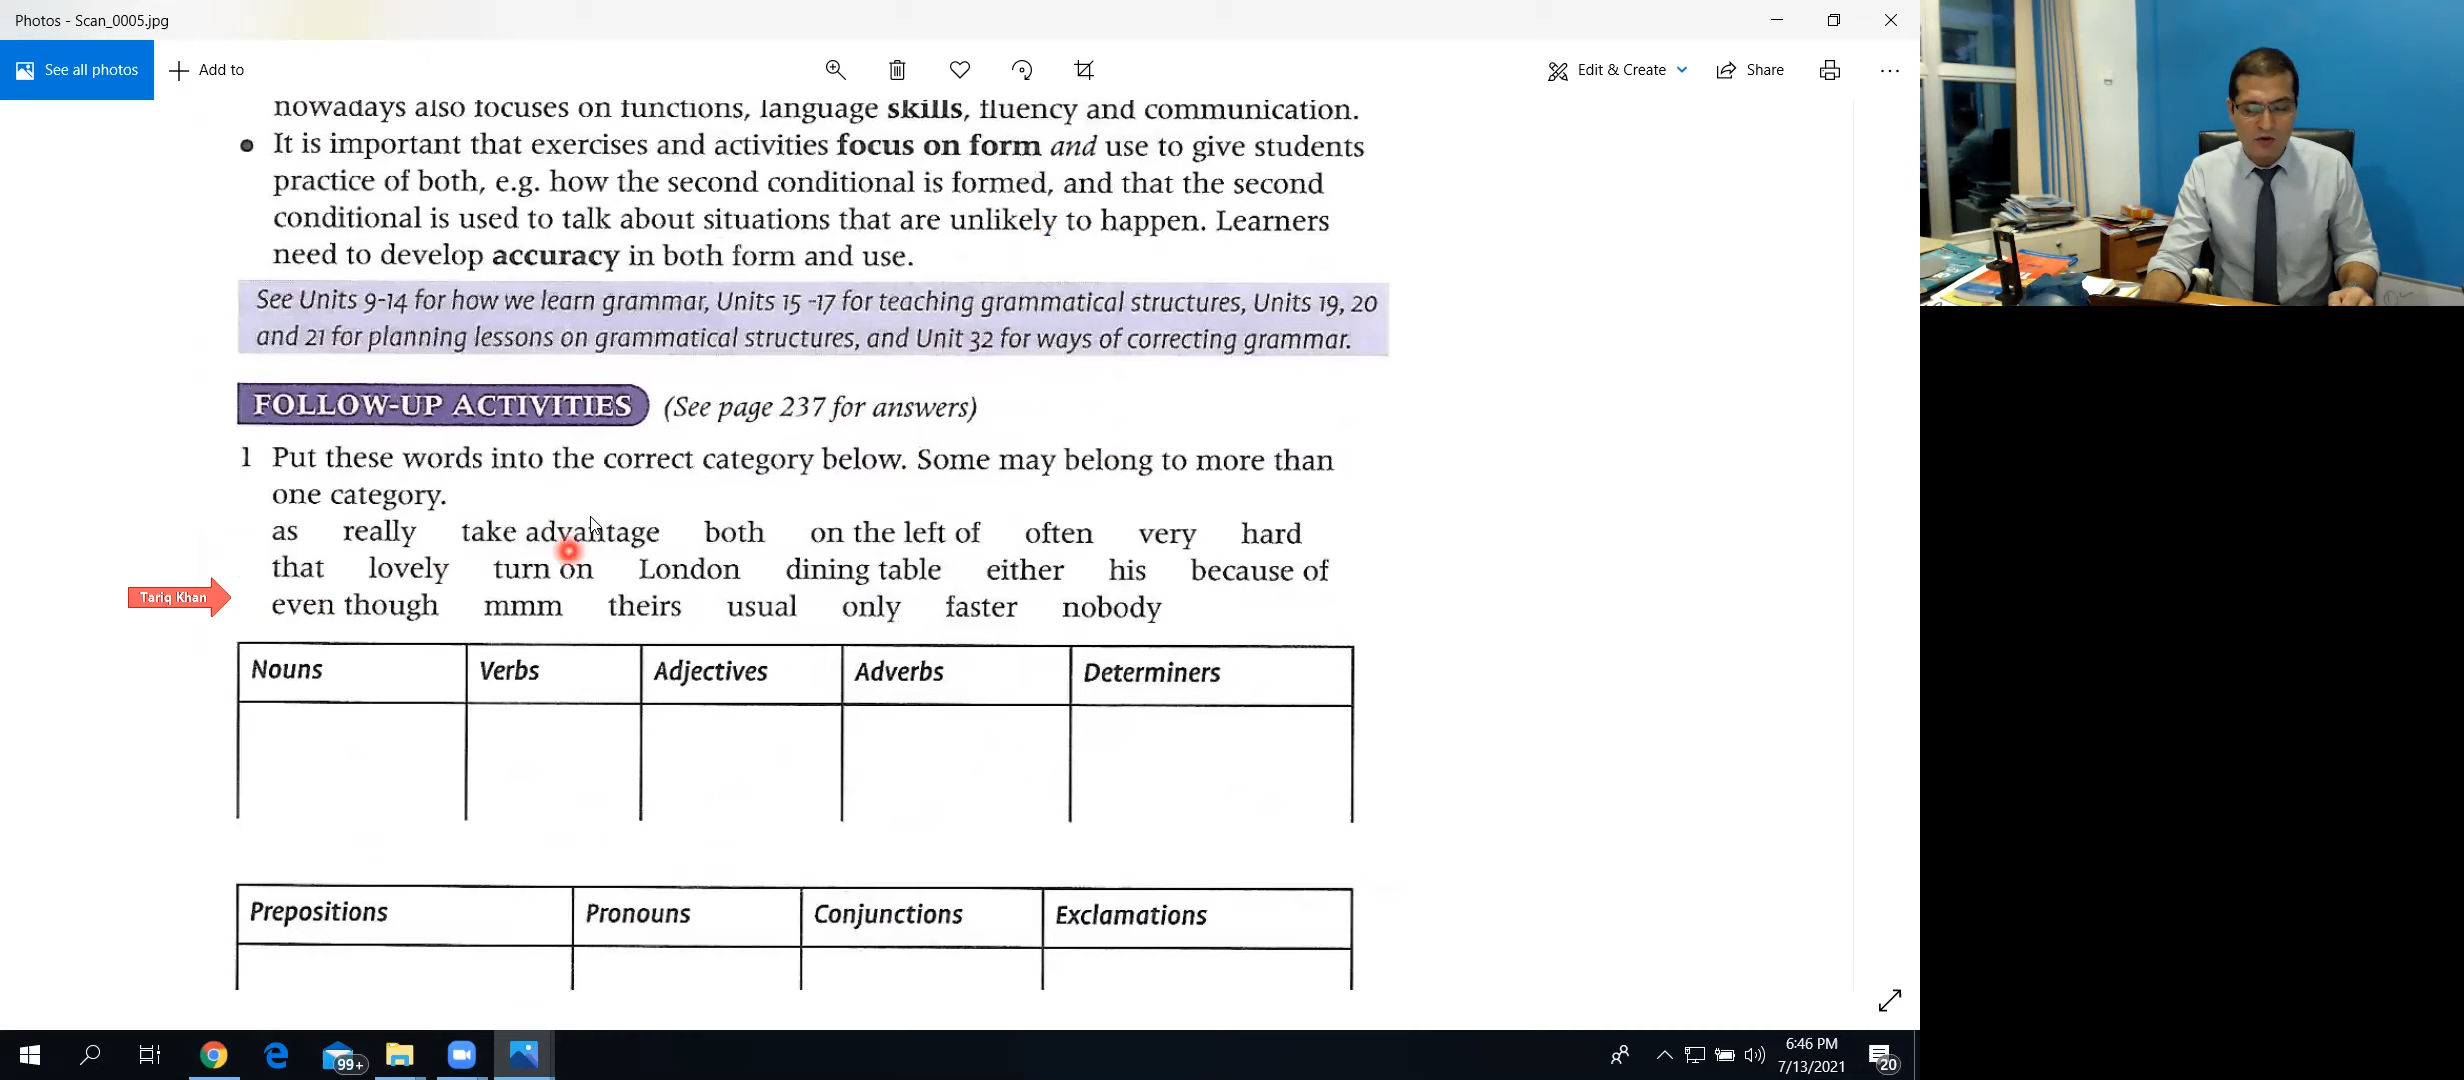 Photos - Scan_0005.jpg
See all photos
Add to
Edit & Create
Share
nowadays also focuses on functions, language skills, fluency and communication.
● It is important that exercises and activities focus on form and use to give students
practice of both, e.g. how the second conditional is formed, and that the second
conditional is used to talk about situations that are unlikely to happen. Learners
need to develop accuracy in both form and use.
See Units 9-14 for how we learn grammar, Units 15 -17 for teaching grammatical structures, Units 19, 20
and 21 for planning lessons on grammatical structures, and Unit 32 for ways of correcting grammar.
FOLLOW-UP ACTIVITIES (See page 237 for answers)
1 Put these words into the correct category below. Some may belong to more than
one category.
as really take advantage both on the left of often very hard
that lovely turn on London dining table either his because of
Tariq Khan
even though mmm theirs usual only faster nobody
Nouns Verbs Adjectives Adverbs Determiners
Prepositions Pronouns Conjunctions Exclamations
99+
6:46 PM
7/13/2021
20